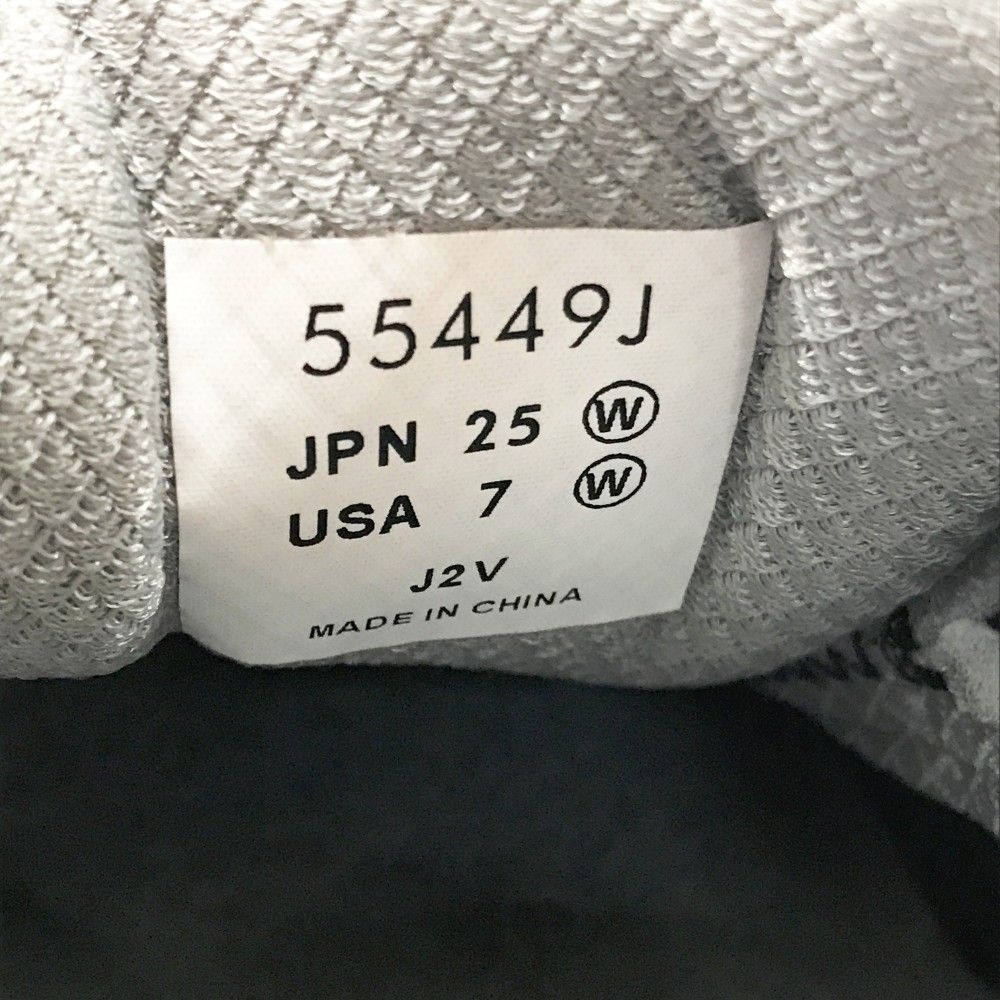 55449J
JPN 25 Ⓦ
USA 7 Ⓦ
J2V
MADE IN CHINA